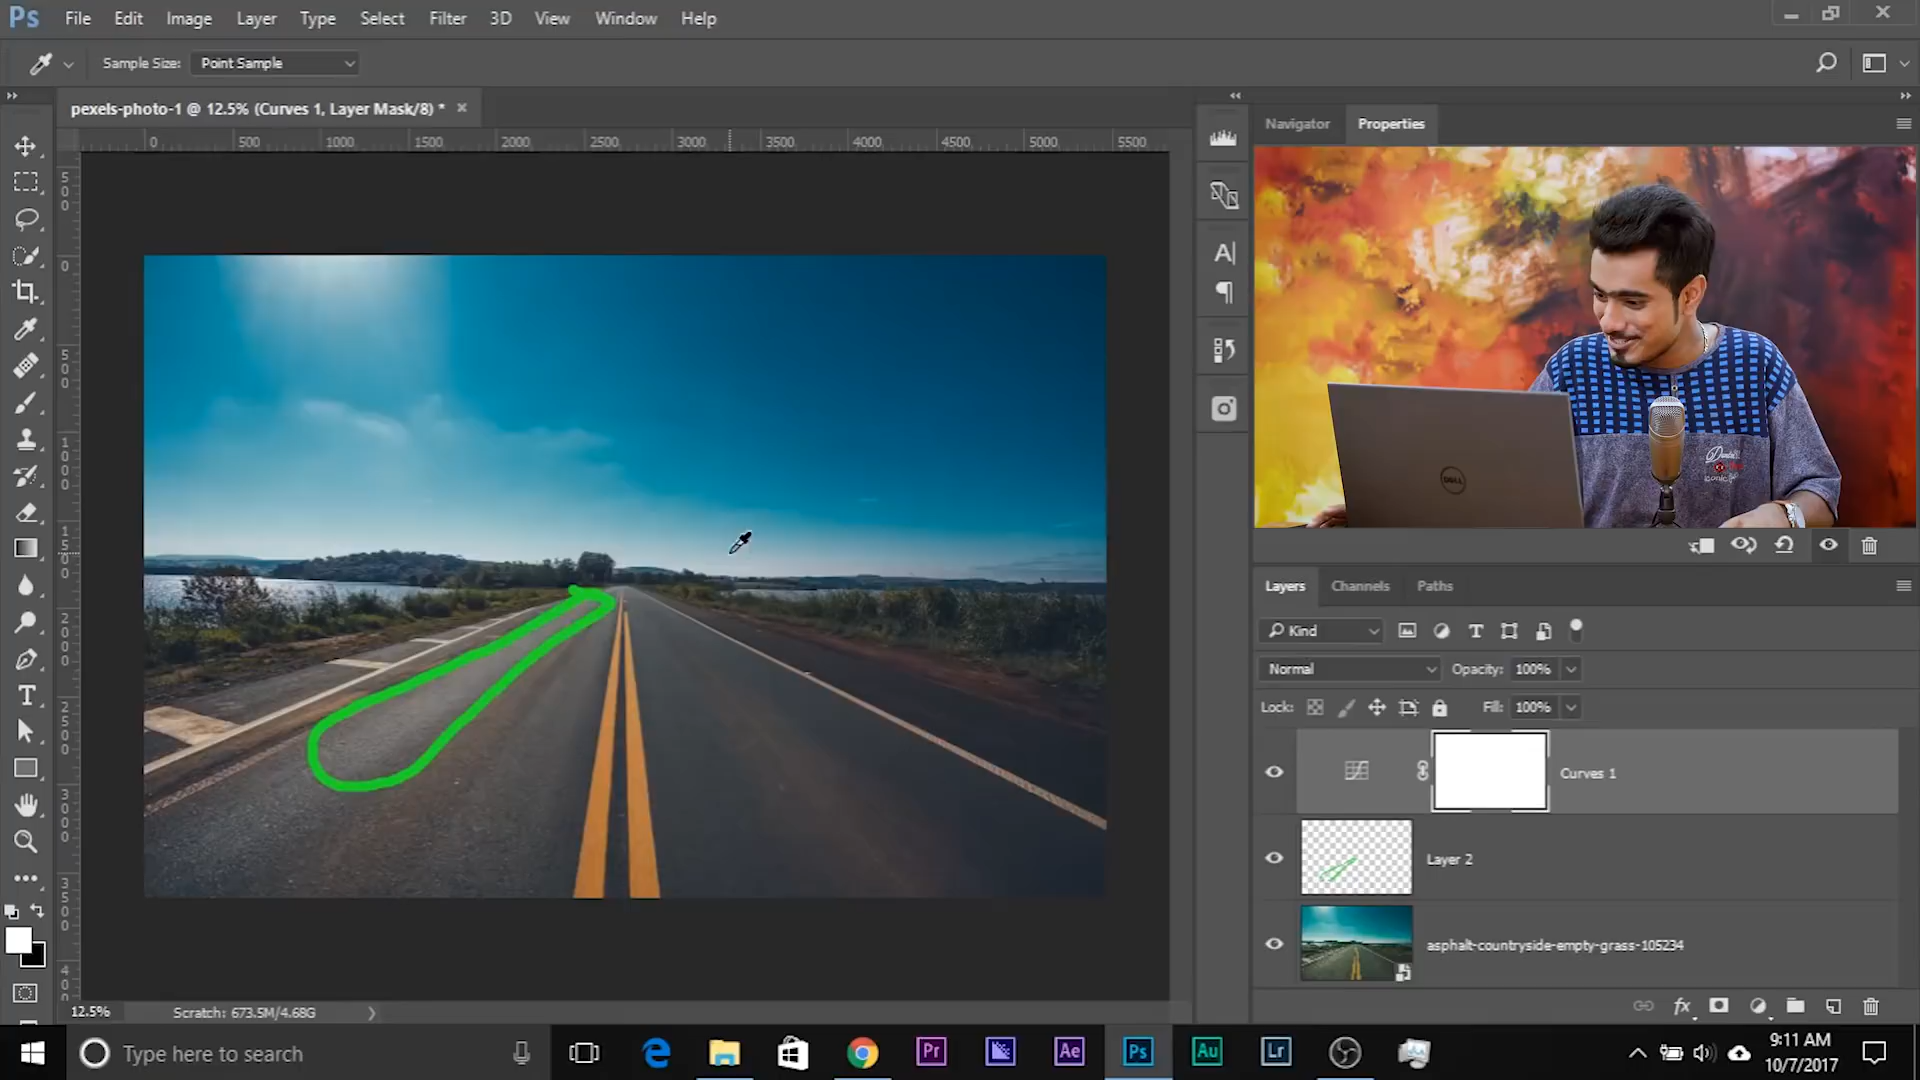 Ps File Edit Image Layer Type Select Filter 3D View Window Help
Sample Size: Point Sample
pexels-photo-1 @ 12.5% (Curves 1, Layer Mask/8) *
0 500 1000 1500 2000 2500 3000 3500 4000 4500 5000 5500
Navigator Properties
DELL
Layers Channels Paths
Kind
Normal Opacity: 100%
Lock: Fill: 100%
Curves 1
Layer 2
asphalt-countryside-empty-grass-105234
12.5% Scratch: 673.5M/4.68G
Type here to search
Pr Ae Ps Au Lr
9:11 AM
10/7/2017